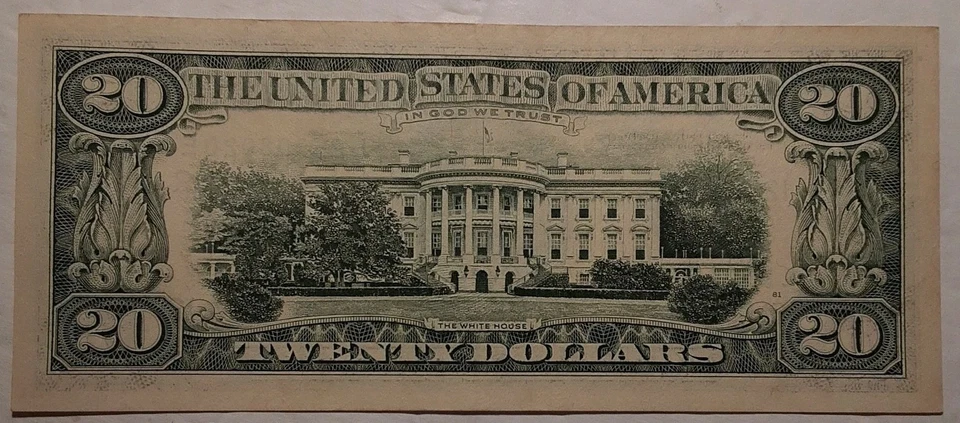 20 THE UNITED STATES OF AMERICA 20
IN GOD WE TRUST
81
THE WHITE HOUSE
20 TWENTY DOLLARS 20